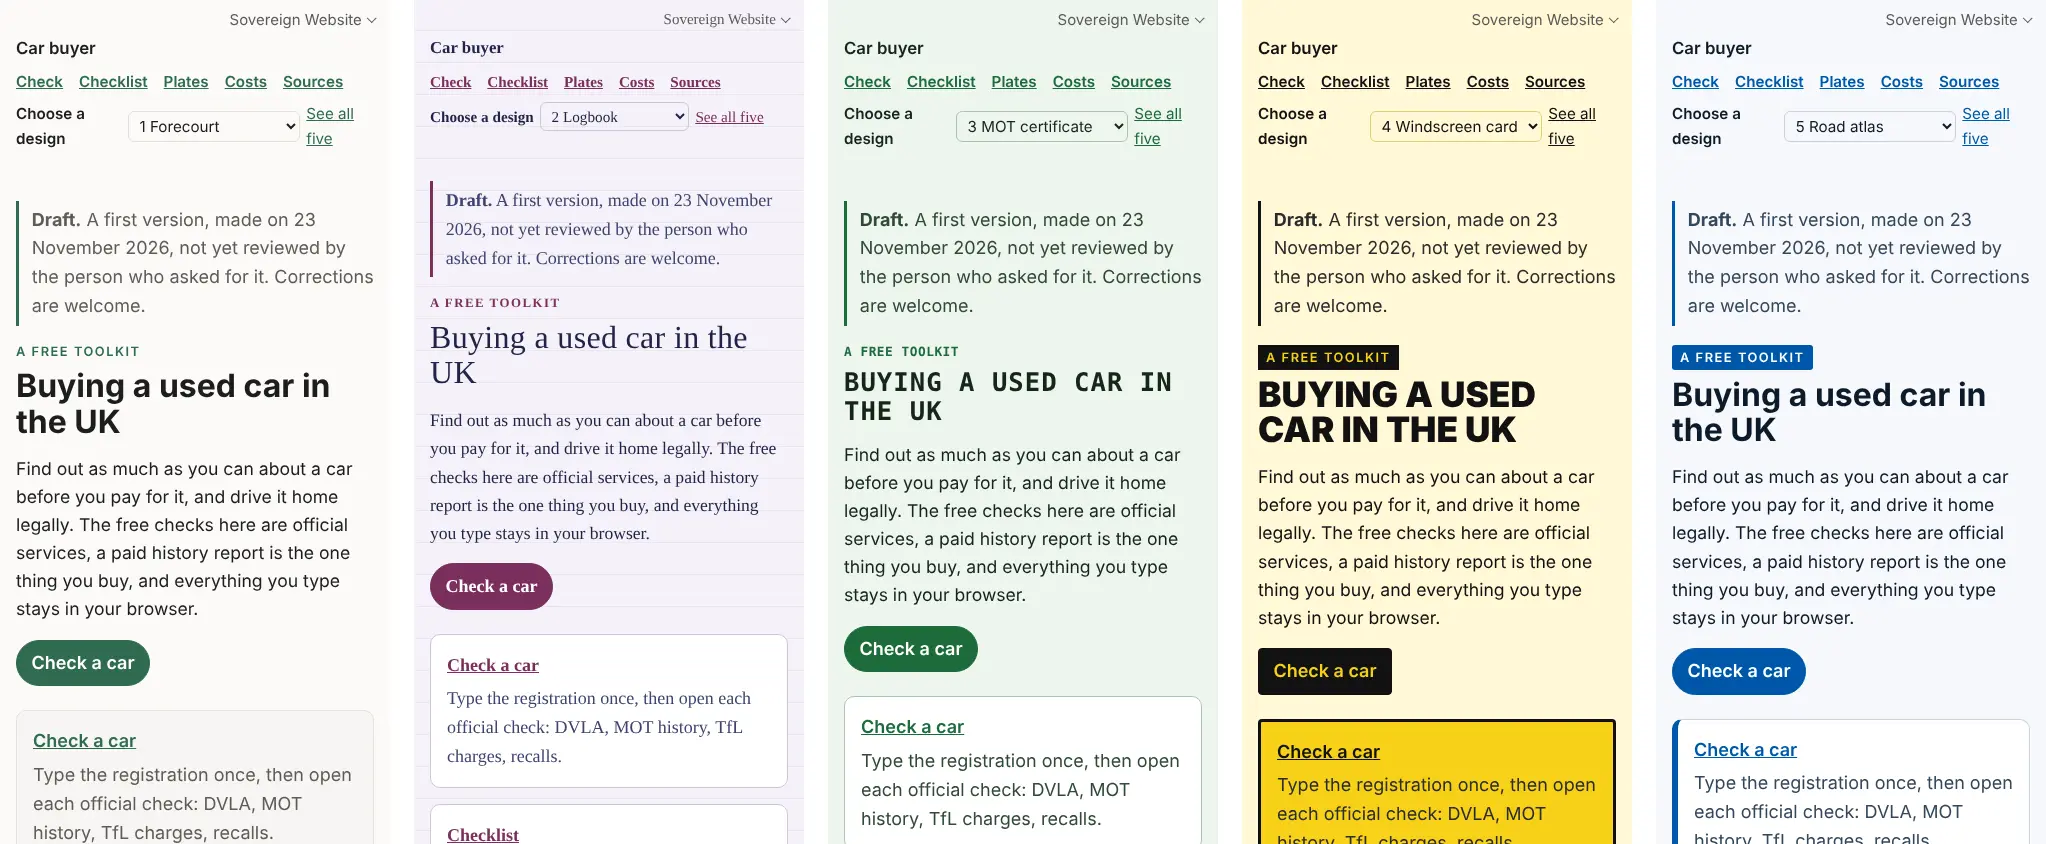 Sovereign Website
Car buyer
Check Checklist Plates Costs Sources
Choose a design
1 Forecourt
See all five
Draft. A first version, made on 23
November 2026, not yet reviewed by
the person who asked for it. Corrections
are welcome.
A FREE TOOLKIT
Buying a used car in
the UK
Find out as much as you can about a car
before you pay for it, and drive it home
legally. The free checks here are official
services, a paid history report is the one
thing you buy, and everything you type
stays in your browser.
Check a car
Check a car
Type the registration once, then open
each official check: DVLA, MOT
history, TfL charges, recalls.
Sovereign Website
Car buyer
Check Checklist Plates Costs Sources
Choose a design
2 Logbook
See all five
Draft. A first version, made on 23 November
2026, not yet reviewed by the person who
asked for it. Corrections are welcome.
A FREE TOOLKIT
Buying a used car in the
UK
Find out as much as you can about a car before
you pay for it, and drive it home legally. The free
checks here are official services, a paid history
report is the one thing you buy, and everything
you type stays in your browser.
Check a car
Check a car
Type the registration once, then open each
official check: DVLA, MOT history, TfL
charges, recalls.
Checklist
Sovereign Website
Car buyer
Check Checklist Plates Costs Sources
Choose a design
3 MOT certificate
See all five
Draft. A first version, made on 23
November 2026, not yet reviewed by
the person who asked for it. Corrections
are welcome.
A FREE TOOLKIT
BUYING A USED CAR IN
THE UK
Find out as much as you can about a car
before you pay for it, and drive it home
legally. The free checks here are official
services, a paid history report is the one
thing you buy, and everything you type
stays in your browser.
Check a car
Check a car
Type the registration once, then open
each official check: DVLA, MOT
history, TfL charges, recalls.
Sovereign Website
Car buyer
Check Checklist Plates Costs Sources
Choose a design
4 Windscreen card
See all five
Draft. A first version, made on 23
November 2026, not yet reviewed by
the person who asked for it. Corrections
are welcome.
A FREE TOOLKIT
BUYING A USED
CAR IN THE UK
Find out as much as you can about a car
before you pay for it, and drive it home
legally. The free checks here are official
services, a paid history report is the one
thing you buy, and everything you type
stays in your browser.
Check a car
Check a car
Type the registration once, then open
each official check: DVLA, MOT
history, TfL charges, recalls.
Sovereign Website
Car buyer
Check Checklist Plates Costs Sources
Choose a design
5 Road atlas
See all five
Draft. A first version, made on 23
November 2026, not yet reviewed by
the person who asked for it. Corrections
are welcome.
A FREE TOOLKIT
Buying a used car in
the UK
Find out as much as you can about a car
before you pay for it, and drive it home
legally. The free checks here are official
services, a paid history report is the one
thing you buy, and everything you type
stays in your browser.
Check a car
Check a car
Type the registration once, then open
each official check: DVLA, MOT
history, TfL charges, recalls.